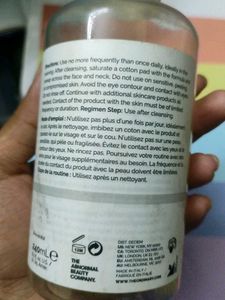 Directions: Use no more frequently than once daily, ideally in the
evening. After cleansing, saturate a cotton pad with the formula and
sweep across the face and neck. Do not use on sensitive, peeling
or compromised skin. Avoid the eye contour and contact with eyes.
Do not rinse off. Continue with additional skincare products as
needed. Contact of the product with the skin must be limited
frequency or duration. Regimen Step: Use after cleansing.
Mode d'emploi : N'utilisez pas plus d'une fois par jour, idéalement
le soir. Après le nettoyage, imbibez un coton avec le produit et
sur le visage et sur le cou. N'utilisez pas sur une peau
sensible, qui pèle ou fragilisée. Évitez le contact avec les yeux et le
contour des yeux. Ne rincez pas. Poursuivez votre routine avec des
soins pour le visage supplémentaires au besoin. La fréquence et la
durée du contact du produit avec la peau doivent être limitées.
Étape de la routine : Utilisez après un nettoyant.
240mL e
12M
THE
ABNORMAL
BEAUTY
COMPANY.
DIST. DECIEM
US: NEW YORK, NY
CA: TORONTO, ON
MADE IN ITALY /
FABRIQUÉ EN ITALIE
WWW.THEORDINARY.COM